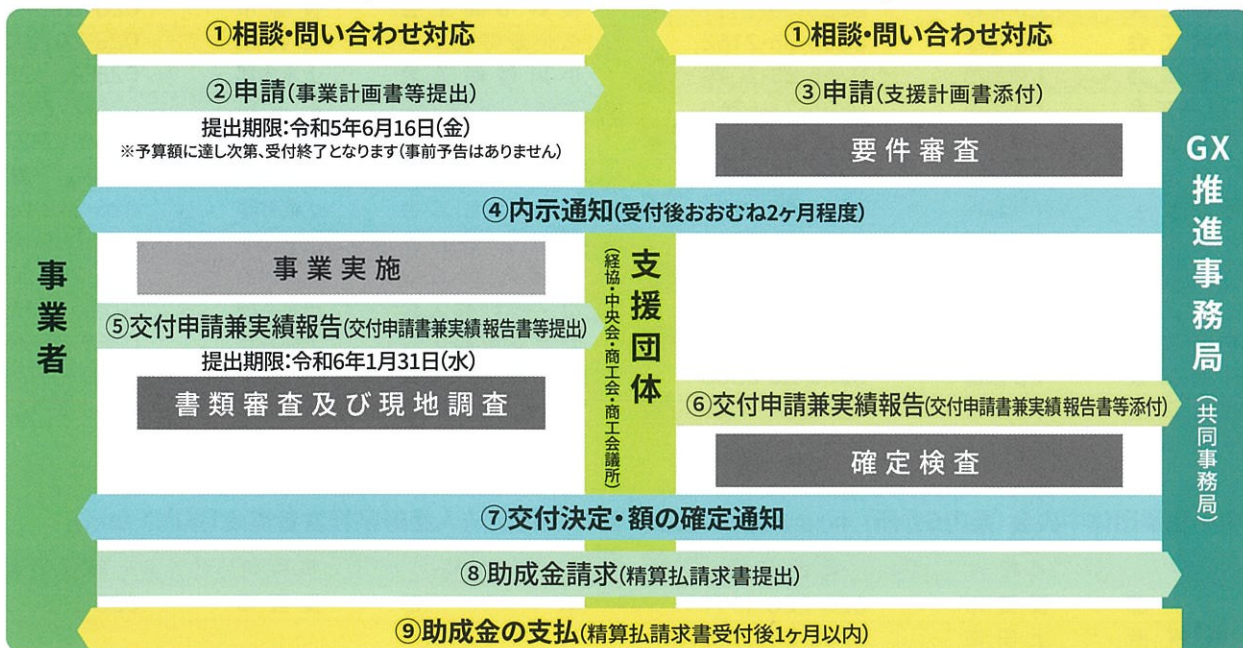 ①相談・問い合わせ対応
①相談・問い合わせ対応
②申請(事業計画書等提出)
③申請(支援計画書添付)
提出期限:令和5年6月16日(金)
※予算額に達し次第、受付終了となります(事前予告はありません)
要件審査
④内示通知(受付後おおむね2ヶ月程度)
事業実施
⑤交付申請兼実績報告(交付申請書兼実績報告書等提出)
提出期限:令和6年1月31日(水)
書類審査及び現地調査
⑥交付申請兼実績報告(交付申請書兼実績報告書等添付)
確定検査
⑦交付決定・額の確定通知
⑧助成金請求(精算払請求書提出)
⑨助成金の支払(精算払請求書受付後1ヶ月以内)
事業者
支援団体
(経協・中央会・商工会・商工会議所)
GX推進事務局
(共同事務局)